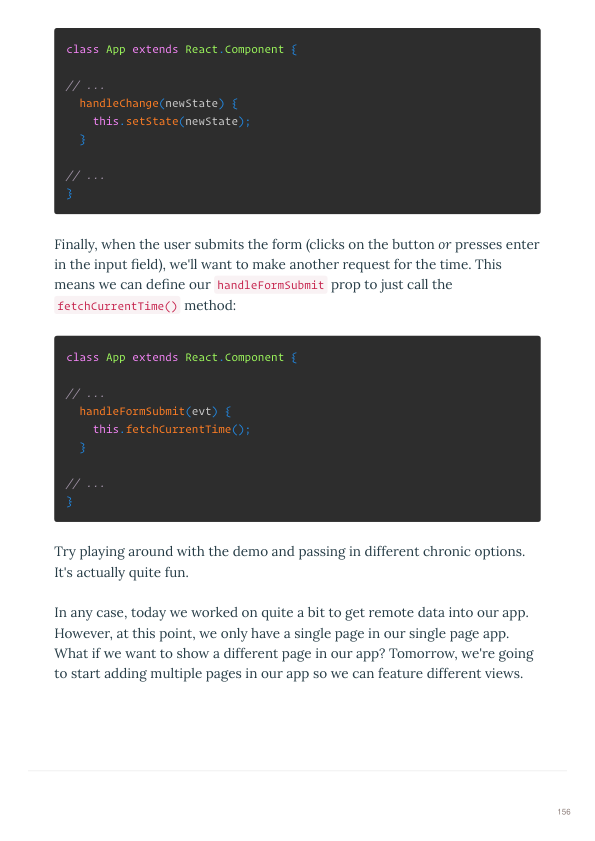 class App extends React.Component {
// ...
handleChange(newState) {
this.setState(newState);
}
// ...
}
Finally, when the user submits the form (clicks on the button or presses enter
in the input field), we'll want to make another request for the time. This
means we can define our handleFormSubmit prop to just call the
fetchCurrentTime() method:
class App extends React.Component {
// ...
handleFormSubmit(evt) {
this.fetchCurrentTime();
}
// ...
}
Try playing around with the demo and passing in different chronic options.
It's actually quite fun.
In any case, today we worked on quite a bit to get remote data into our app.
However, at this point, we only have a single page in our single page app.
What if we want to show a different page in our app? Tomorrow, we're going
to start adding multiple pages in our app so we can feature different views.
156